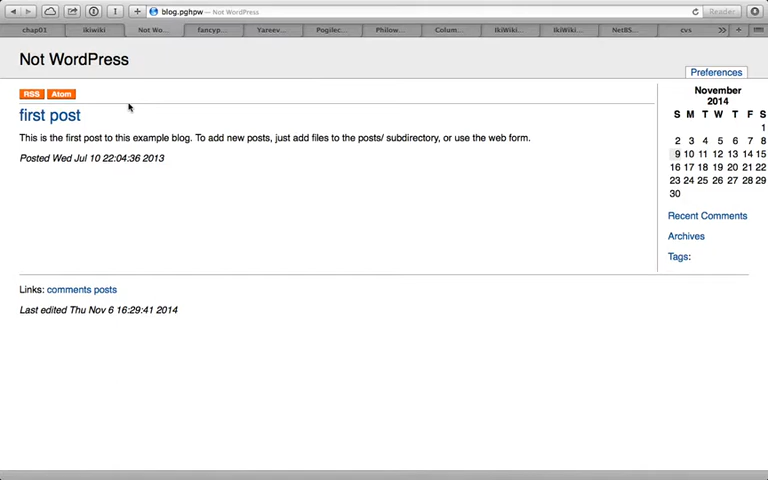 blog.pghpw — Not WordPress
Reader
chap01 ikiwiki Not Wo... fancyp... Yareev... Pogilec... Philow... Colum... IkiWiki... IkiWiki... NetBS... cvs
Not WordPress
Preferences
RSS Atom
first post
This is the first post to this example blog. To add new posts, just add files to the posts/ subdirectory, or use the web form.
Posted Wed Jul 10 22:04:36 2013
November
2014
S M T W T F S
1
2 3 4 5 6 7 8
9 10 11 12 13 14 15
16 17 18 19 20 21 22
23 24 25 26 27 28 29
30
Recent Comments
Archives
Tags:
Links: comments posts
Last edited Thu Nov 6 16:29:41 2014